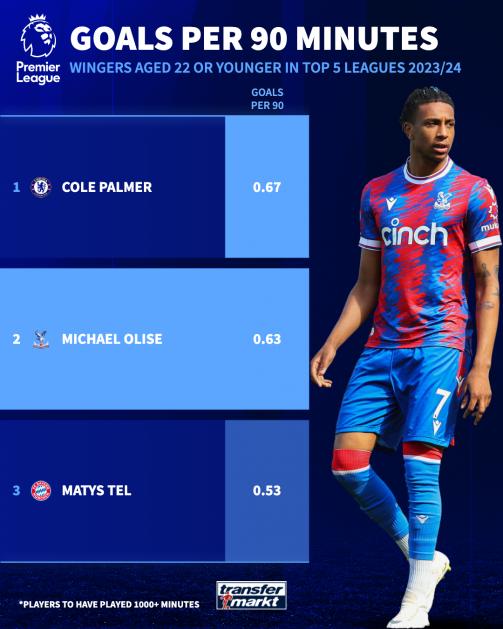 GOALS PER 90 MINUTES
Premier
League
WINGERS AGED 22 OR YOUNGER IN TOP 5 LEAGUES 2023/24
GOALS
PER 90
1 COLE PALMER 0.67
2 MICHAEL OLISE 0.63
3 MATYS TEL 0.53
cinch
7
*PLAYERS TO HAVE PLAYED 1000+ MINUTES
transfer
markt